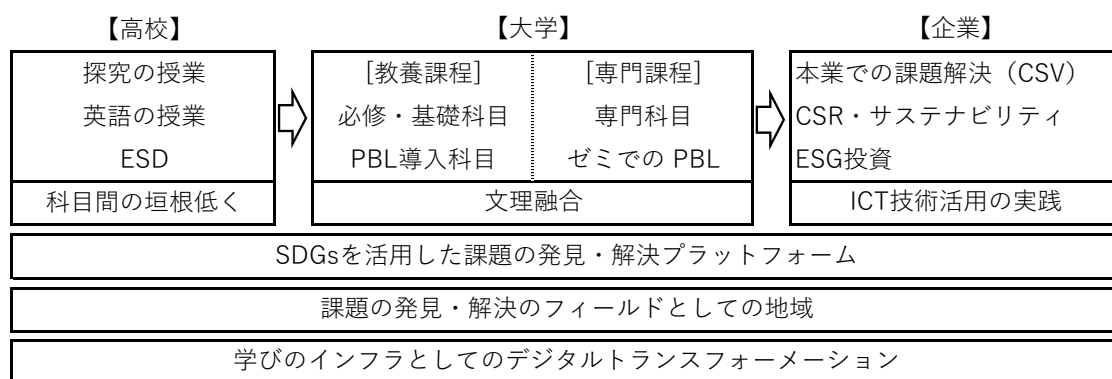 【高校】
探究の授業
英語の授業
ESD
科目間の垣根低く
【大学】
[教養課程]
必修・基礎科目
PBL導入科目
[専門課程]
専門科目
ゼミでの PBL
文理融合
【企業】
本業での課題解決（CSV）
CSR・サステナビリティ
ESG投資
ICT技術活用の実践
SDGsを活用した課題の発見・解決プラットフォーム
課題の発見・解決のフィールドとしての地域
学びのインフラとしてのデジタルトランスフォーメーション